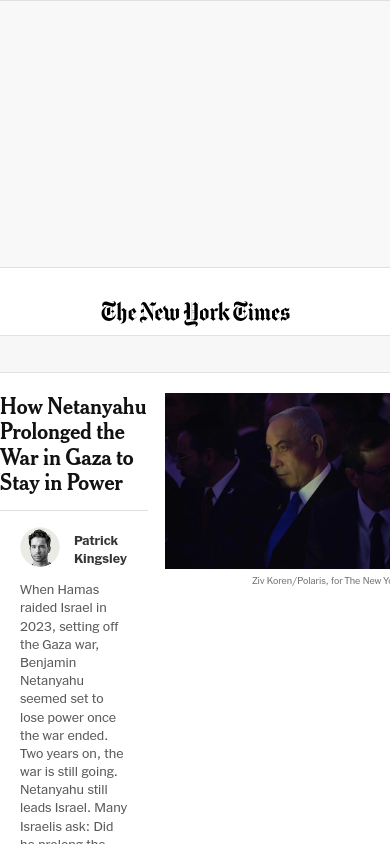 The New York Times
How Netanyahu
Prolonged the
War in Gaza to
Stay in Power
Patrick
Kingsley
Ziv Koren/Polaris, for The New Yo
When Hamas
raided Israel in
2023, setting off
the Gaza war,
Benjamin
Netanyahu
seemed set to
lose power once
the war ended.
Two years on, the
war is still going.
Netanyahu still
leads Israel. Many
Israelis ask: Did
he prolong the